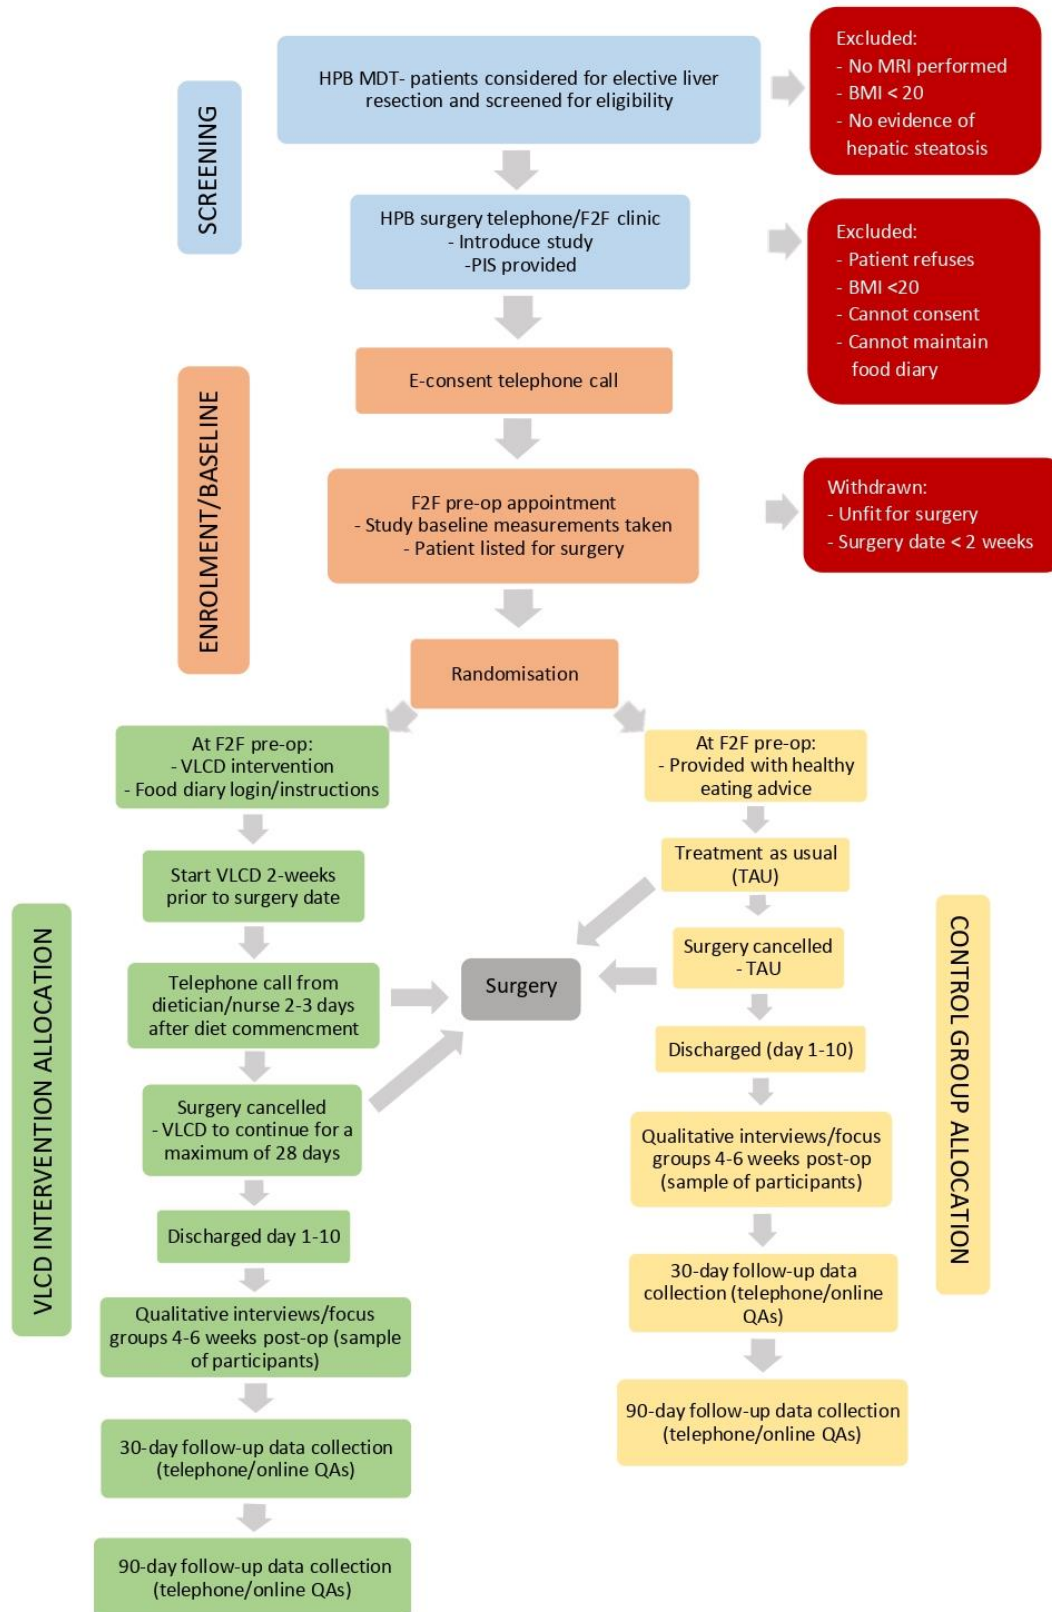 SCREENING
HPB MDT- patients considered for elective liver
resection and screened for eligibility
Excluded:
- No MRI performed
- BMI < 20
- No evidence of
hepatic steatosis
HPB surgery telephone/F2F clinic
- Introduce study
-PIS provided
Excluded:
- Patient refuses
- BMI <20
- Cannot consent
- Cannot maintain
food diary
ENROLMENT/BASELINE
E-consent telephone call
F2F pre-op appointment
- Study baseline measurements taken
- Patient listed for surgery
Withdrawn:
- Unfit for surgery
- Surgery date < 2 weeks
Randomisation
VLCD INTERVENTION ALLOCATION
At F2F pre-op:
- VLCD intervention
- Food diary login/instructions
Start VLCD 2-weeks
prior to surgery date
Telephone call from
dietician/nurse 2-3 days
after diet commencment
Surgery cancelled
- VLCD to continue for a
maximum of 28 days
Discharged day 1-10
Qualitative interviews/focus
groups 4-6 weeks post-op (sample
of participants)
30-day follow-up data collection
(telephone/online QAs)
90-day follow-up data collection
(telephone/online QAs)
Surgery
At F2F pre-op:
- Provided with healthy
eating advice
Treatment as usual
(TAU)
Surgery cancelled
- TAU
Discharged (day 1-10)
Qualitative interviews/focus
groups 4-6 weeks post-op
(sample of participants)
30-day follow-up data
collection (telephone/online
QAs)
90-day follow-up data collection
(telephone/online QAs)
CONTROL GROUP ALLOCATION